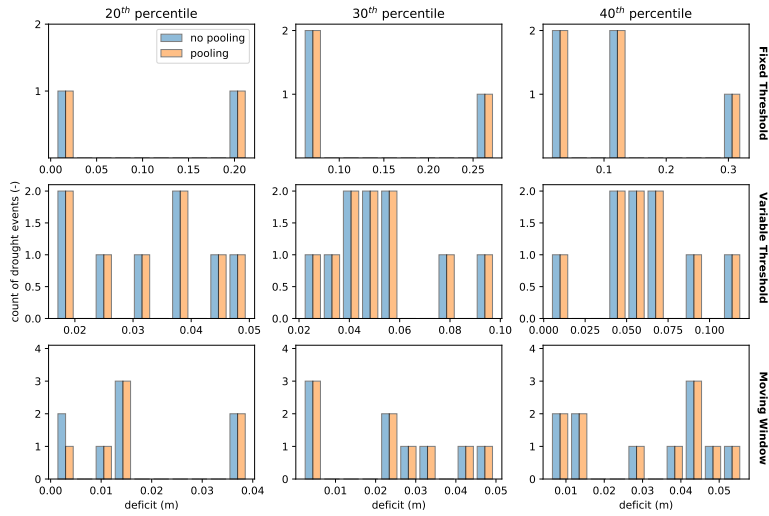 20th percentile
30th percentile
40th percentile
no pooling
pooling
2
1
0.00 0.05 0.10 0.15 0.20
2
1
0.10 0.15 0.20 0.25
2
1
0.1 0.2 0.3
Fixed Threshold
count of drought events (-)
2.0
1.5
1.0
0.5
0.0
0.02 0.03 0.04 0.05
2.0
1.5
1.0
0.5
0.0
0.02 0.04 0.06 0.08 0.10
2.0
1.5
1.0
0.5
0.0
0.000 0.025 0.050 0.075 0.100
Variable Threshold
4
3
2
1
0
0.00 0.01 0.02 0.03 0.04
deficit (m)
4
3
2
1
0
0.01 0.02 0.03 0.04 0.05
deficit (m)
4
3
2
1
0
0.01 0.02 0.03 0.04 0.05
deficit (m)
Moving Window